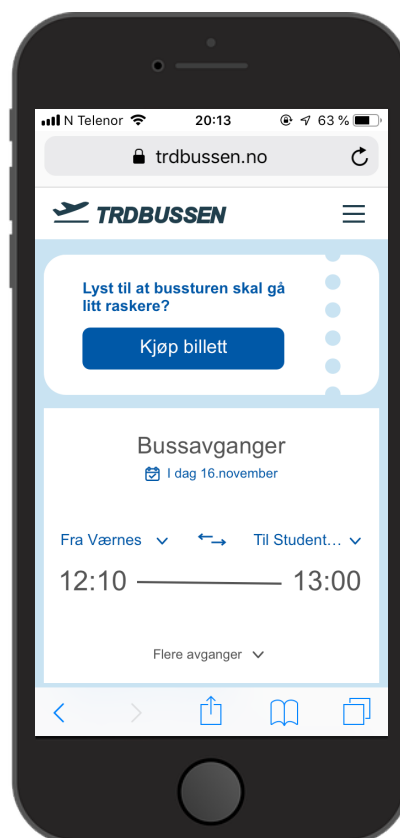 N Telenor 20:13 63 %
trdbussen.no
TRDBUSSEN
Lyst til at bussturen skal gå
litt raskere?
Kjøp billett
Bussavganger
I dag 16.november
Fra Værnes Til Student...
12:10 13:00
Flere avganger